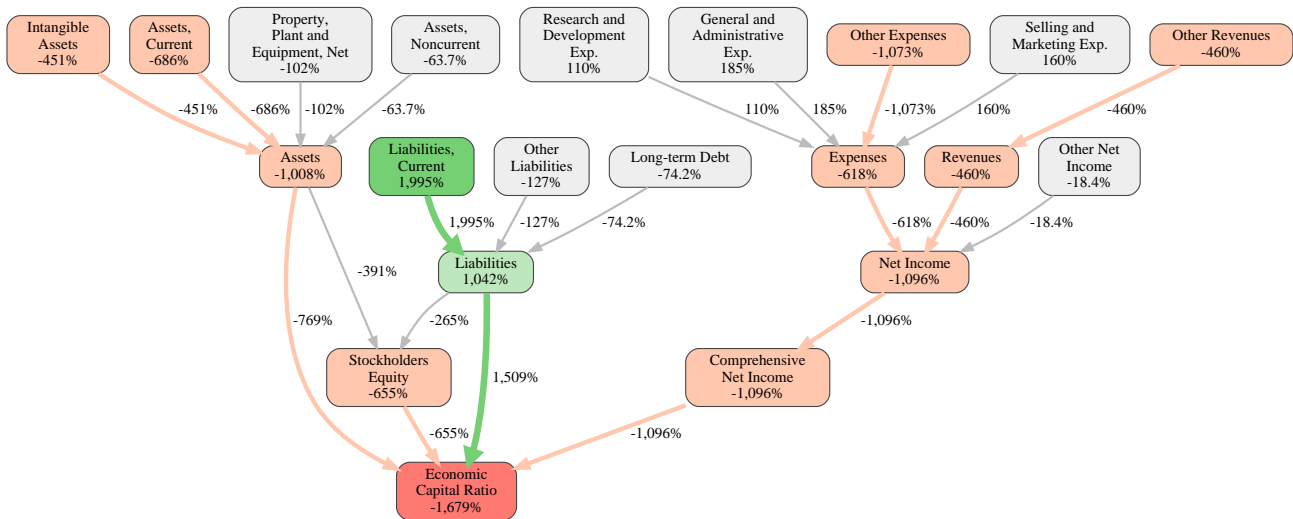 Intangible
Assets
-451%
Assets,
Current
-686%
Property,
Plant and
Equipment, Net
-102%
Assets,
Noncurrent
-63.7%
Research and
Development
Exp.
110%
General and
Administrative
Exp.
185%
Other Expenses
-1,073%
Selling and
Marketing Exp.
160%
Other Revenues
-460%
-451%
-686%
-102%
-63.7%
110%
185%
-1,073%
160%
-460%
Assets
-1,008%
Liabilities,
Current
1,995%
Other
Liabilities
-127%
Long-term Debt
-74.2%
Expenses
-618%
Revenues
-460%
Other Net
Income
-18.4%
1,995%
-127%
-74.2%
-618%
-460%
-18.4%
Liabilities
1,042%
Net Income
-1,096%
-391%
-769%
-265%
-1,096%
Stockholders
Equity
-655%
1,509%
Comprehensive
Net Income
-1,096%
-655%
-1,096%
Economic
Capital Ratio
-1,679%